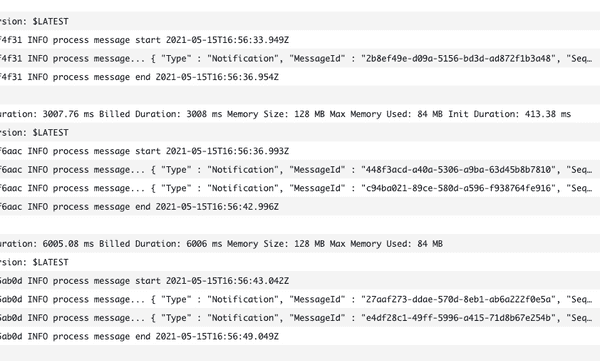 rsion: $LATEST
f4f31 INFO process message start 2021-05-15T16:56:33.949Z
f4f31 INFO process message... { "Type" : "Notification", "MessageId" : "2b8ef49e-d09a-5156-bd3d-ad872f1b3a48", "Seq…
f4f31 INFO process message end 2021-05-15T16:56:36.954Z
uration: 3007.76 ms Billed Duration: 3008 ms Memory Size: 128 MB Max Memory Used: 84 MB Init Duration: 413.38 ms
rsion: $LATEST
f6aac INFO process message start 2021-05-15T16:56:36.993Z
f6aac INFO process message... { "Type" : "Notification", "MessageId" : "448f3acd-a40a-5306-a9ba-63d45b8b7810", "Seq…
f6aac INFO process message... { "Type" : "Notification", "MessageId" : "c94ba021-89ce-580d-a596-f938764fe916", "Seq…
f6aac INFO process message end 2021-05-15T16:56:42.996Z
uration: 6005.08 ms Billed Duration: 6006 ms Memory Size: 128 MB Max Memory Used: 84 MB
rsion: $LATEST
5ab0d INFO process message start 2021-05-15T16:56:43.042Z
5ab0d INFO process message... { "Type" : "Notification", "MessageId" : "27aaf273-ddae-570d-8eb1-ab6a222f0e5a", "Seq…
5ab0d INFO process message... { "Type" : "Notification", "MessageId" : "e4df28c1-49ff-5996-a415-71d8b67e254b", "Seq…
5ab0d INFO process message end 2021-05-15T16:56:49.049Z